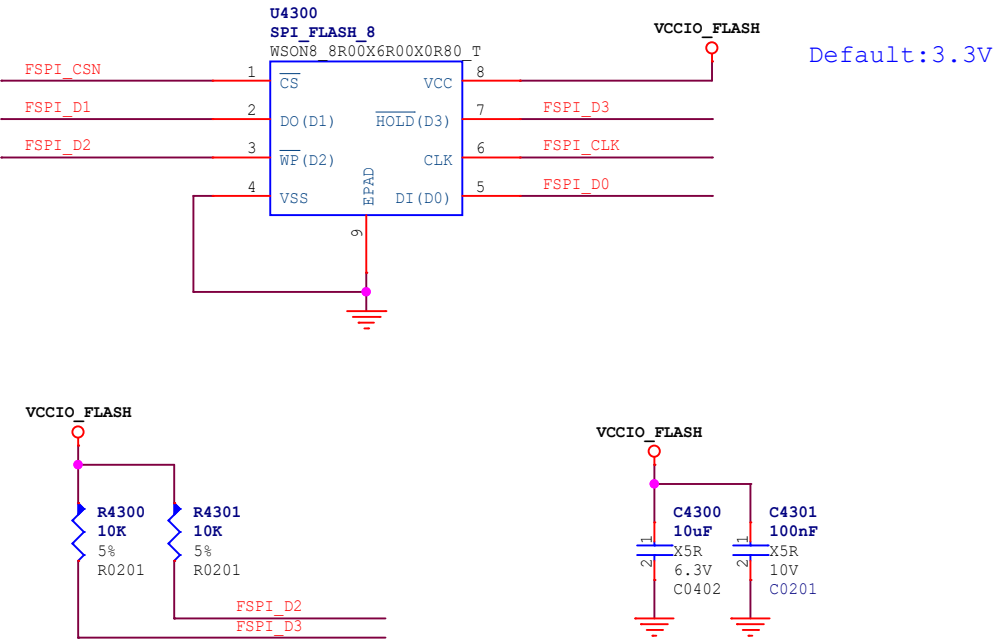 U4300
SPI_FLASH_8
WSON8_8R00X6R00X0R80_T
VCCIO_FLASH
Default:3.3V
FSPI_CSN
1
CS
VCC
8
FSPI_D1
2
DO(D1)
HOLD(D3)
7
FSPI_D3
FSPI_D2
3
WP(D2)
CLK
6
FSPI_CLK
4
VSS
EPAD
DI(D0)
5
FSPI_D0
9
VCCIO_FLASH
R4300
10K
5%
R0201
R4301
10K
5%
R0201
FSPI_D2
FSPI_D3
VCCIO_FLASH
C4300
10uF
X5R
6.3V
C0402
1
2
C4301
100nF
X5R
10V
C0201
1
2